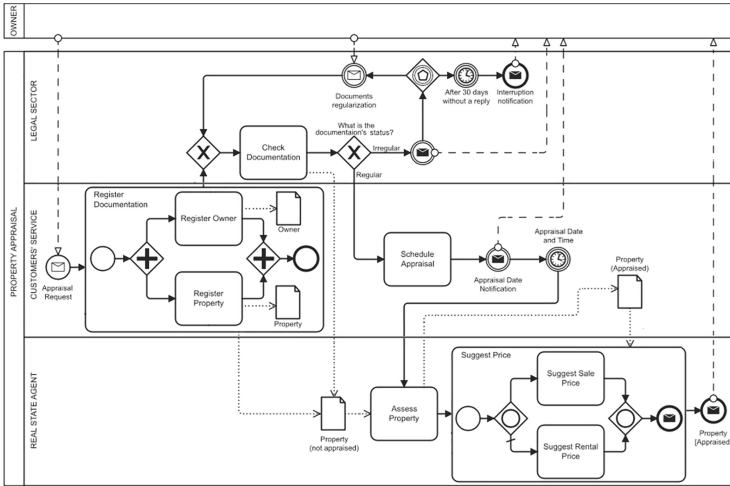 OWNER
PROPERTY APPRAISAL
LEGAL SECTOR
Documents
regularization
After 30 days
without a reply
Interruption
notification
What is the
documentaion's status?
Check
Documentation
Irregular
Regular
CUSTOMERS' SERVICE
Register
Documentation
Register Owner
Owner
Appraisal
Request
Register
Property
Property
Schedule
Appraisal
Appraisal Date
Notification
Appraisal Date
and Time
Property
(Appraised)
REAL STATE AGENT
Property
(not appraised)
Assess
Property
Suggest Price
Suggest Sale
Price
Suggest Rental
Price
Property
[Appraised